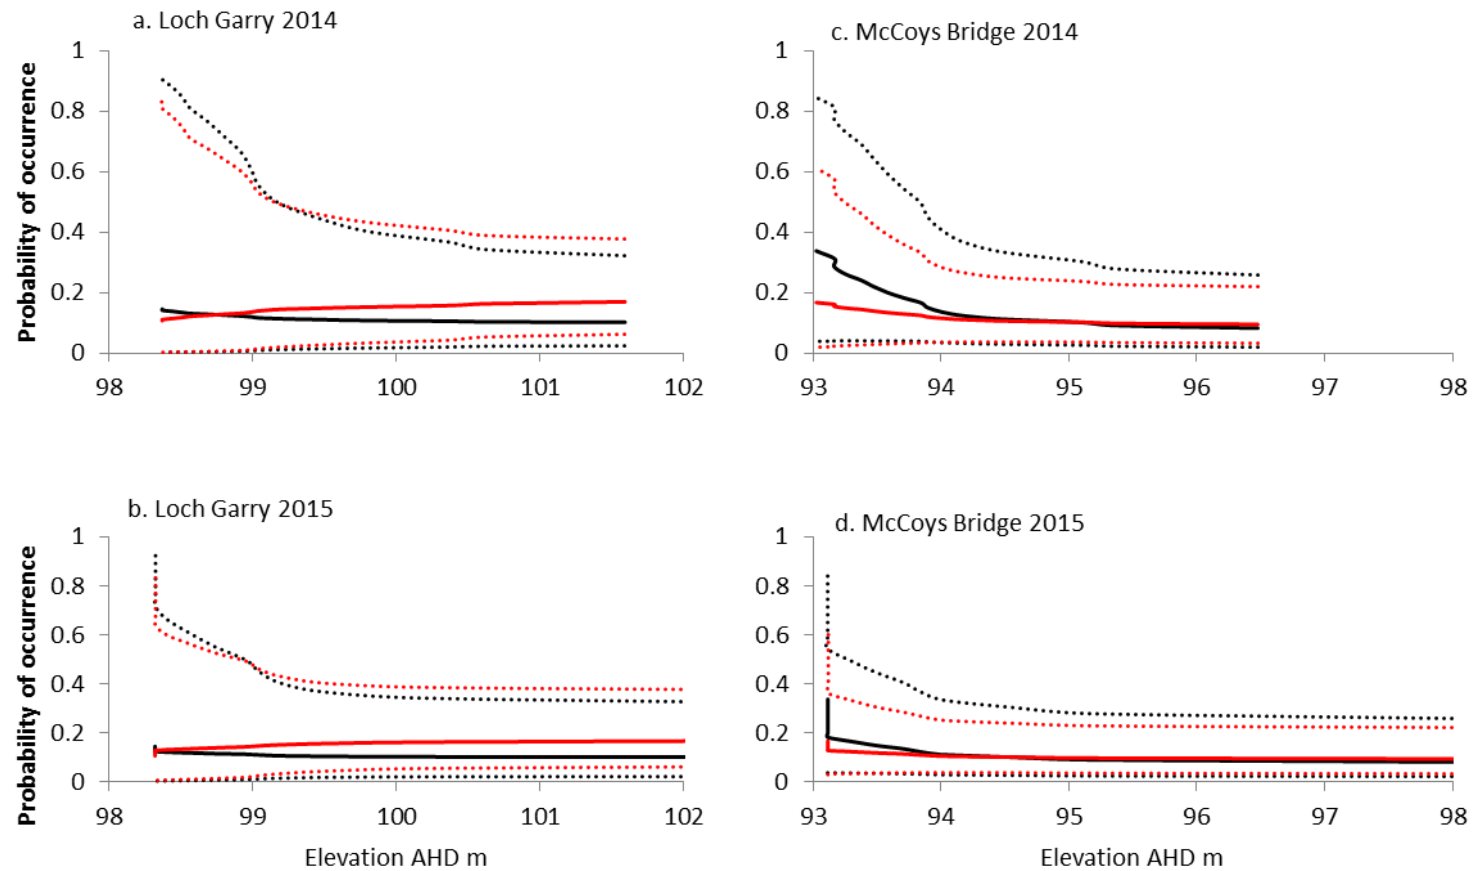 a. Loch Garry 2014
Probability of occurrence
1
0.8
0.6
0.4
0.2
0
98 99 100 101 102
c. McCoys Bridge 2014
1
0.8
0.6
0.4
0.2
0
93 94 95 96 97 98
b. Loch Garry 2015
Probability of occurrence
1
0.8
0.6
0.4
0.2
0
98 99 100 101 102
Elevation AHD m
d. McCoys Bridge 2015
1
0.8
0.6
0.4
0.2
0
93 94 95 96 97 98
Elevation AHD m